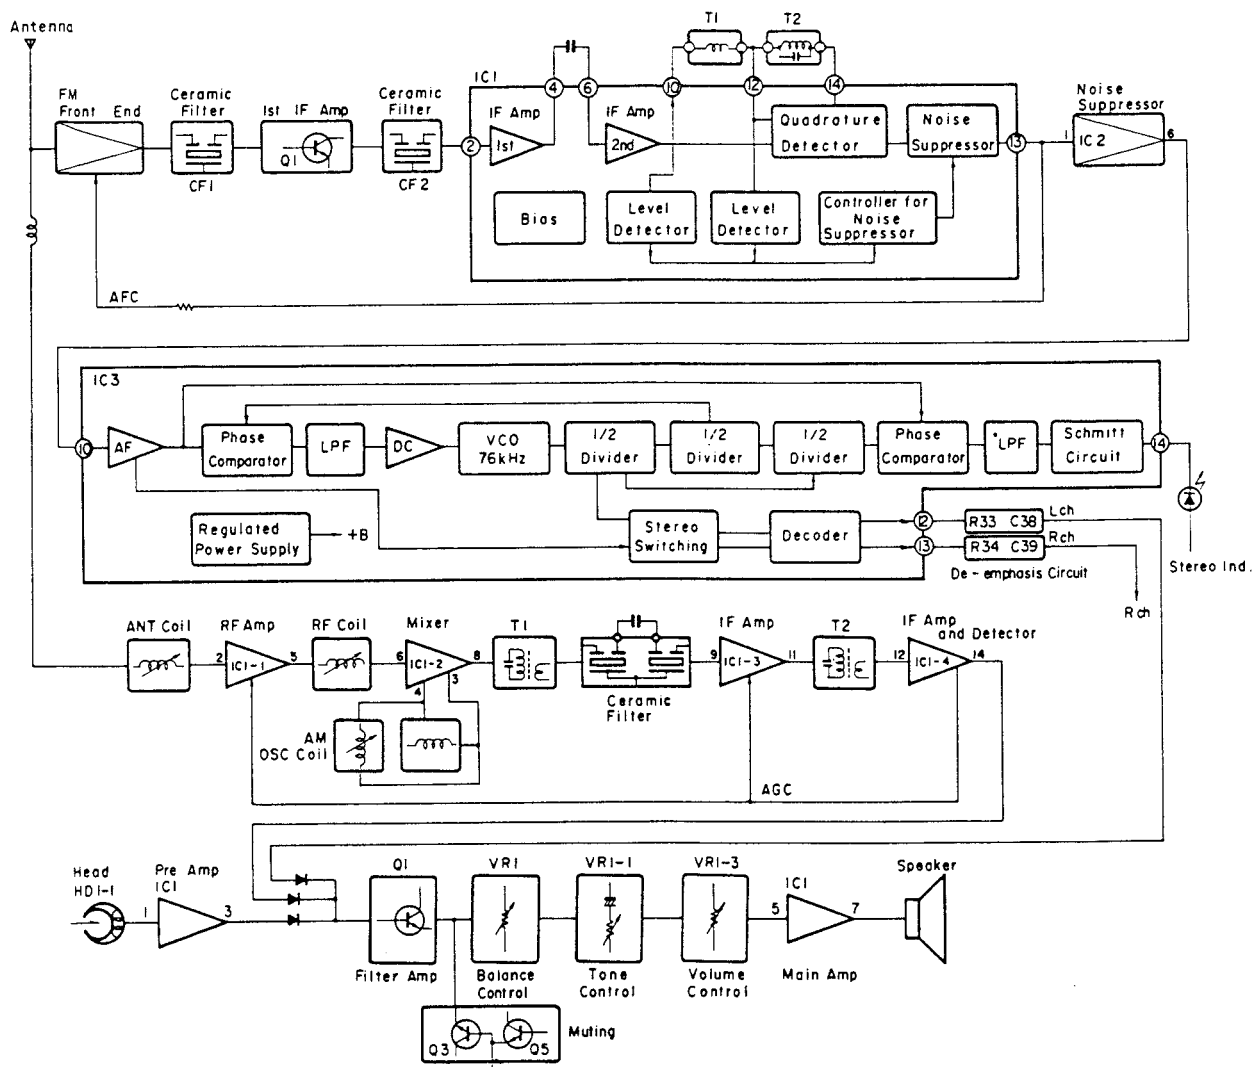 Antenna
FM
Front End
Ceramic
Filter
CF1
1st IF Amp
Q1
Ceramic
Filter
CF2
IC1
2
IF Amp
1st
4
6
IF Amp
2nd
10
T1
12
T2
14
Quadrature
Detector
Noise
Suppressor
13
Bias
Level
Detector
Level
Detector
Controller for
Noise
Suppressor
Noise
Suppressor
1
IC2
6
AFC
IC3
10
AF
Phase
Comparator
LPF
DC
VCO
76kHz
1/2
Divider
1/2
Divider
1/2
Divider
Phase
Comparator
LPF
Schmitt
Circuit
14
Regulated
Power Supply
+B
Stereo
Switching
Decoder
12
R33 C38
Lch
13
R34 C39
Rch
De-emphasis Circuit
Stereo Ind.
Rch
ANT Coil
RF Amp
2
IC1-1
5
RF Coil
Mixer
6
IC1-2
8
4
3
AM
OSC Coil
T1
Ceramic
Filter
IF Amp
9
IC1-3
11
T2
IF Amp
and Detector
12
IC1-4
14
AGC
Head
HD1-1
Pre Amp
IC1
1
3
Q1
Filter Amp
VR1
Balance
Control
VR1-1
Tone
Control
VR1-3
Volume
Control
IC1
5
7
Main Amp
Speaker
Q3
Q5
Muting